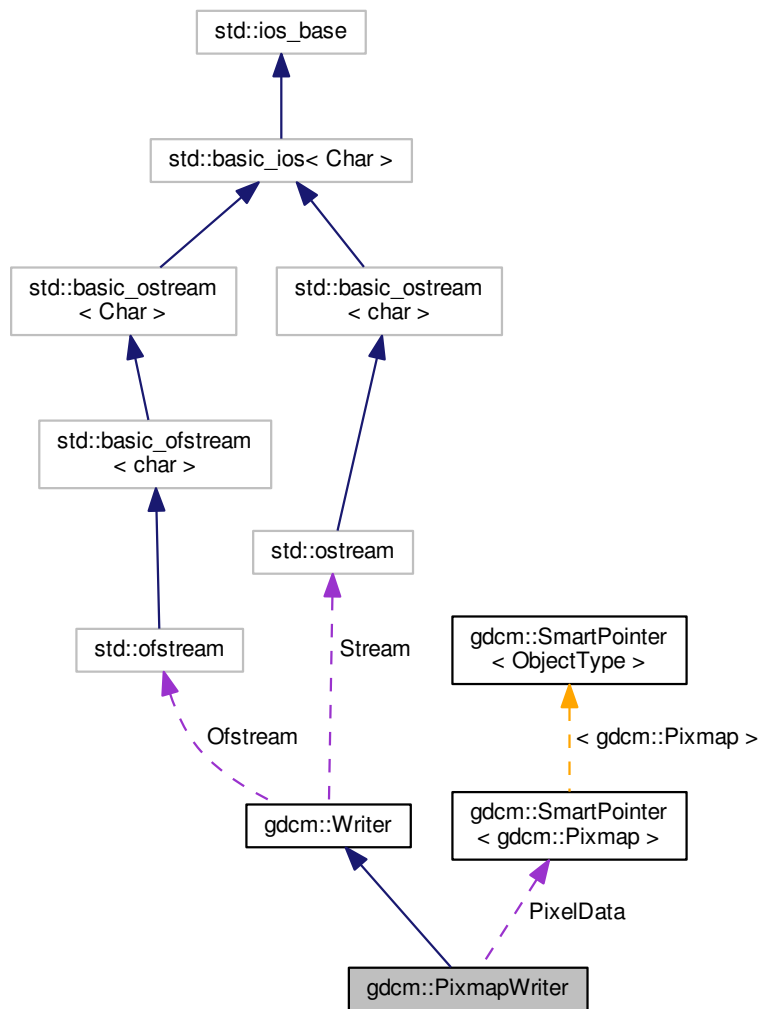 std::ios_base
std::basic_ios< Char >
std::basic_ostream
< Char >
std::basic_ostream
< char >
std::basic_ofstream
< char >
std::ostream
std::ofstream
Stream
gdcm::SmartPointer
< ObjectType >
Ofstream
< gdcm::Pixmap >
gdcm::Writer
gdcm::SmartPointer
< gdcm::Pixmap >
PixelData
gdcm::PixmapWriter